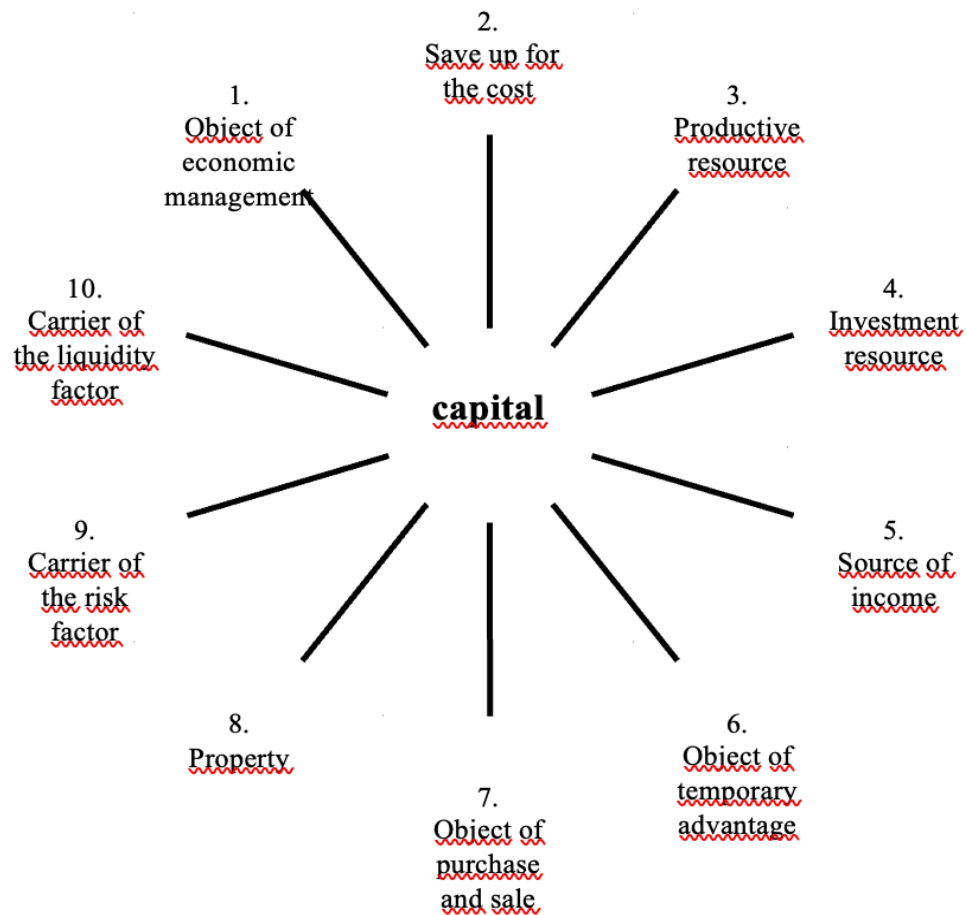 1.
Object of
economic
management
2.
Save up for
the cost
3.
Productive
resource
4.
Investment
resource
5.
Source of
income
6.
Object of
temporary
advantage
7.
Object of
purchase
and sale
8.
Property
9.
Carrier of
the risk
factor
10.
Carrier of
the liquidity
factor
capital